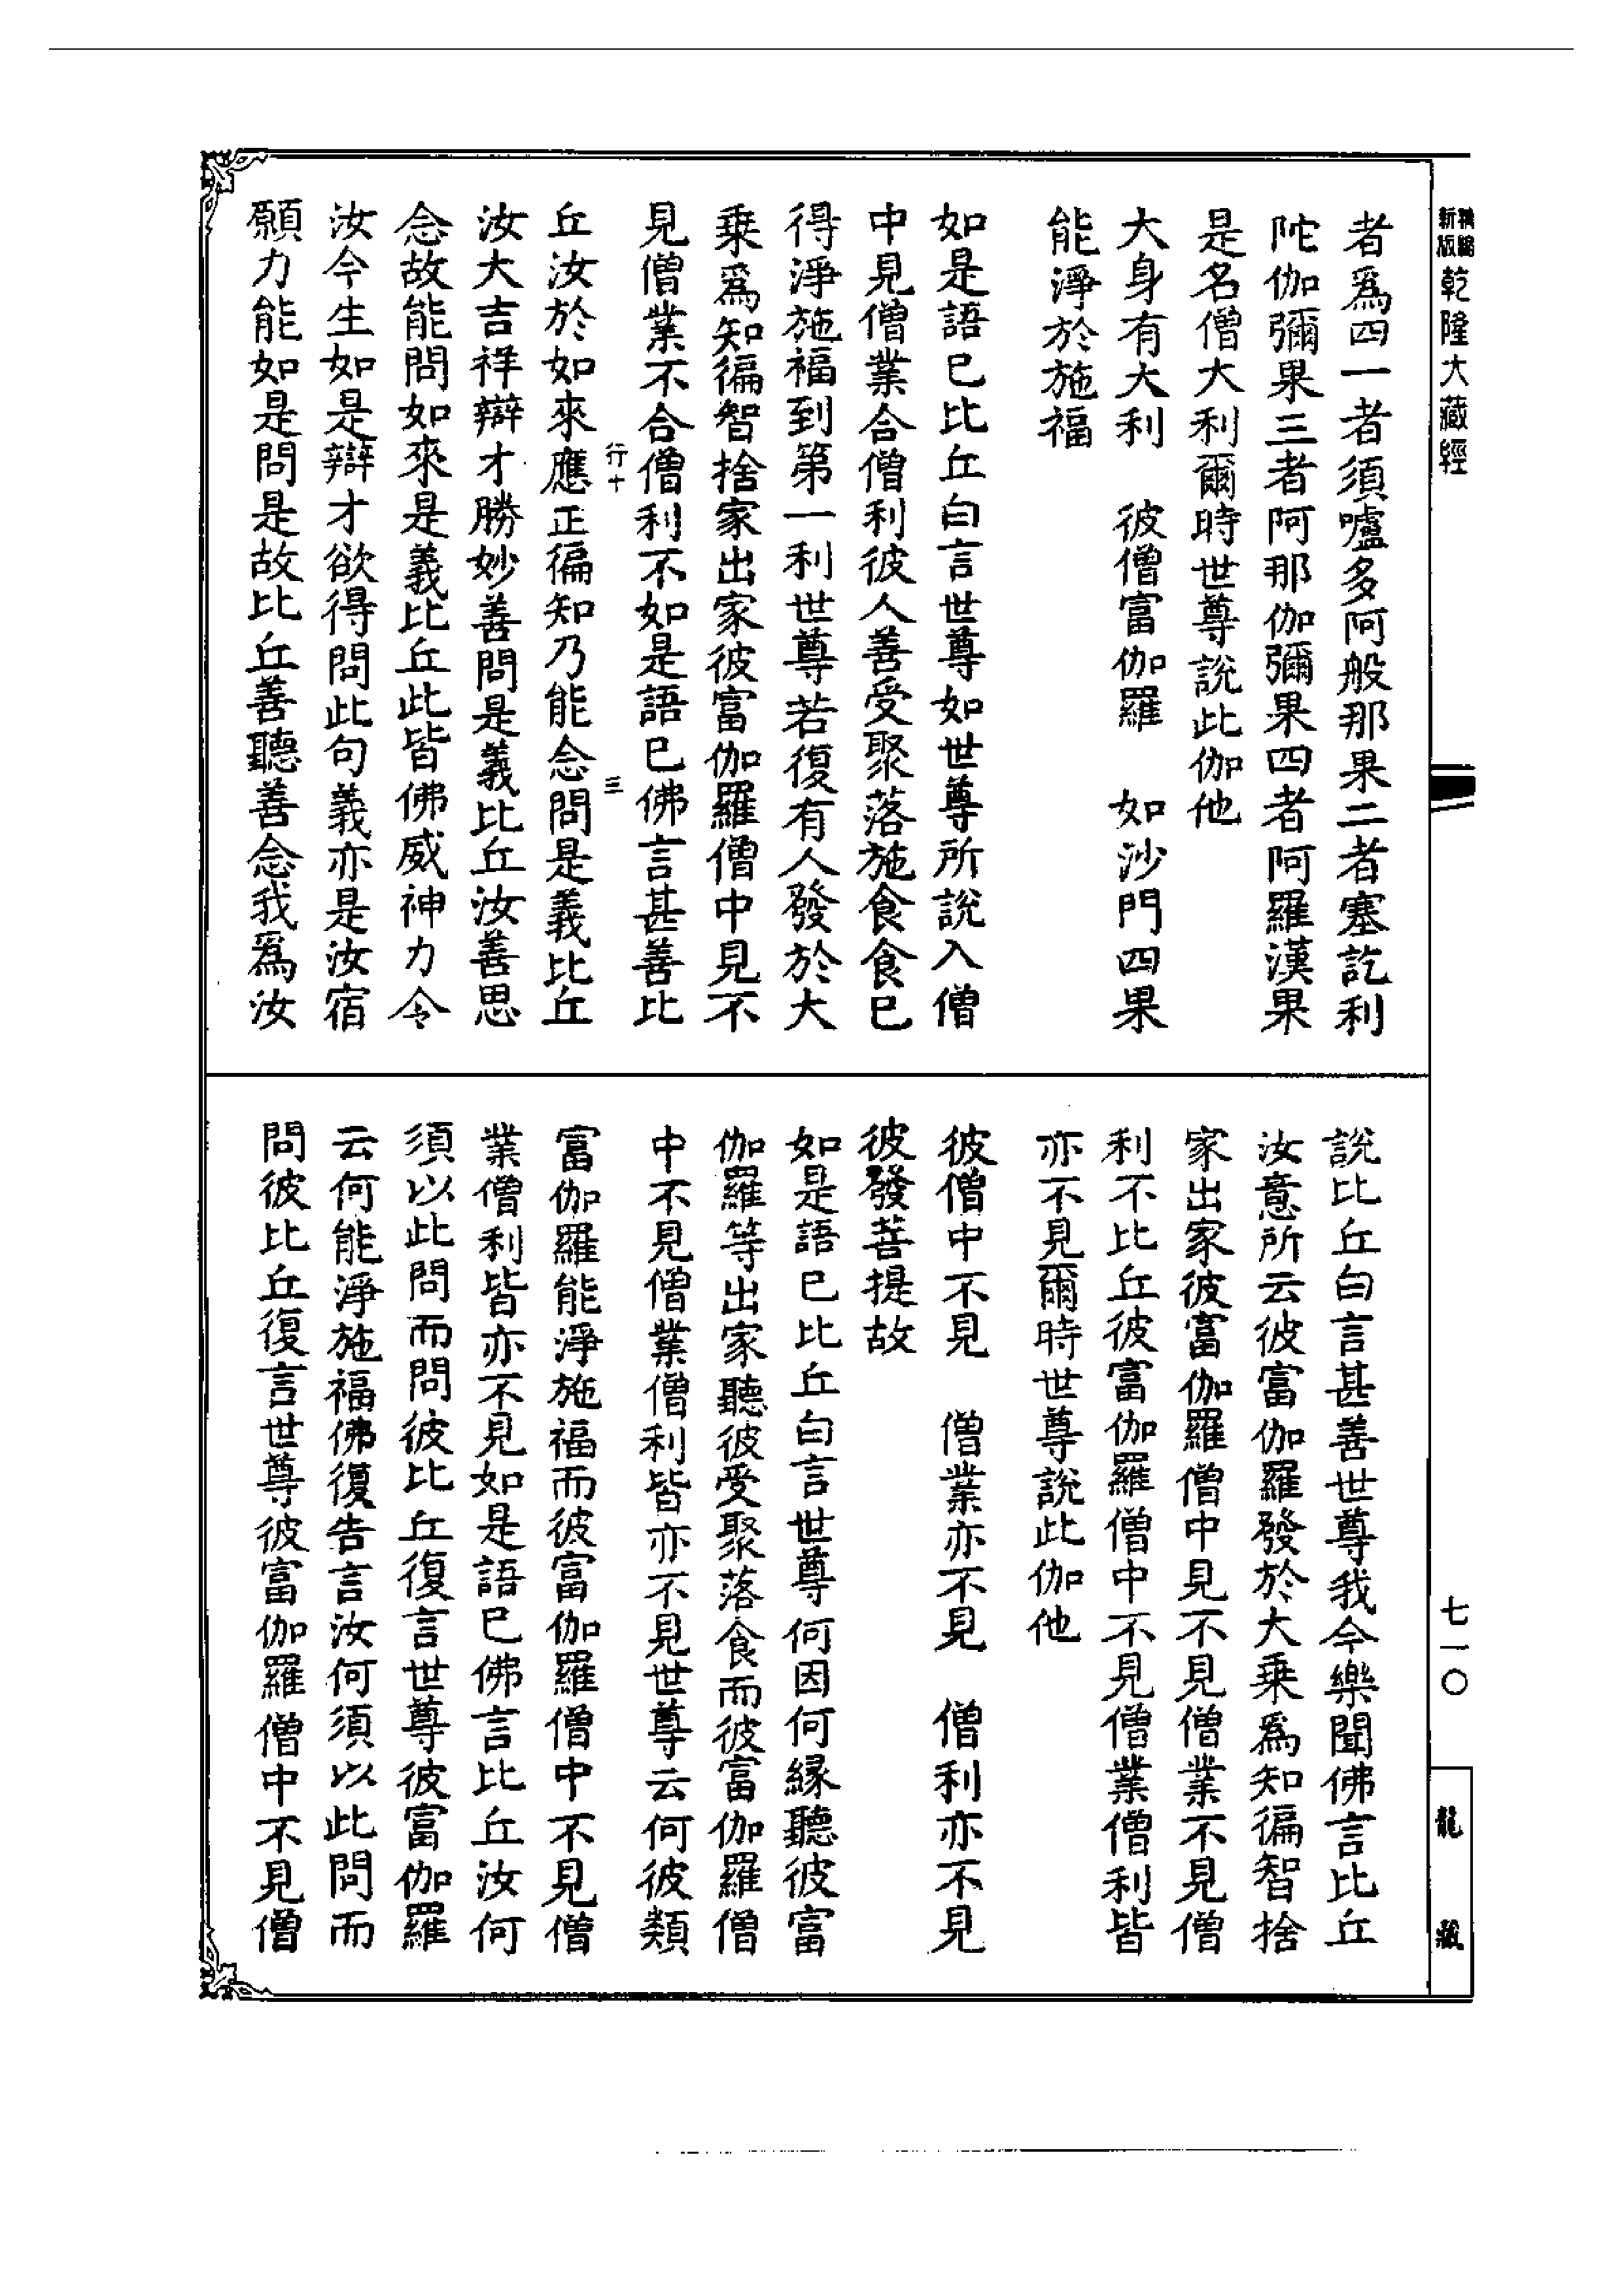 新版精縮乾隆大藏經
者爲四一者須嚧多阿般那果二者塞訖利
陀伽彌果三者阿那伽彌果四者阿羅漢果
是名僧大利爾時世尊說此伽他
大身有大利　彼僧富伽羅　如沙門四果
能淨於施福
如是語已比丘白言世尊如世尊所說入僧
中見僧業合僧利彼人善受聚落施食食已
得淨施福到第一利世尊若復有人發於大
乘爲知徧智捨家出家彼富伽羅僧中見不
見僧業不合僧利不如是語已佛言甚善比
行十　三
丘汝於如來應正徧知乃能念問是義比丘
汝大吉祥辯才勝妙善問是義比丘汝善思
念故能問如來是義比丘此皆佛威神力令
汝今生如是辯才欲得問此句義亦是汝宿
願力能如是問是故比丘善聽善念我爲汝
說比丘白言甚善世尊我今樂聞佛言比丘
汝意所云彼富伽羅發於大乘爲知徧智捨
家出家彼富伽羅僧中見不見僧業不見僧
利不比丘彼富伽羅僧中不見僧業僧利皆
亦不見爾時世尊說此伽他
彼僧中不見　僧業亦不見　僧利亦不見
彼發菩提故
如是語已比丘白言世尊何因何緣聽彼富
伽羅等出家聽彼受聚落食而彼富伽羅僧
中不見僧業僧利皆亦不見世尊云何彼類
富伽羅能淨施福而彼富伽羅僧中不見僧
業僧利皆亦不見如是語已佛言比丘汝何
須以此問而問彼比丘復言世尊彼富伽羅
云何能淨施福佛復告言汝何須以此問而
問彼比丘復言世尊彼富伽羅僧中不見僧
七一〇
龍藏